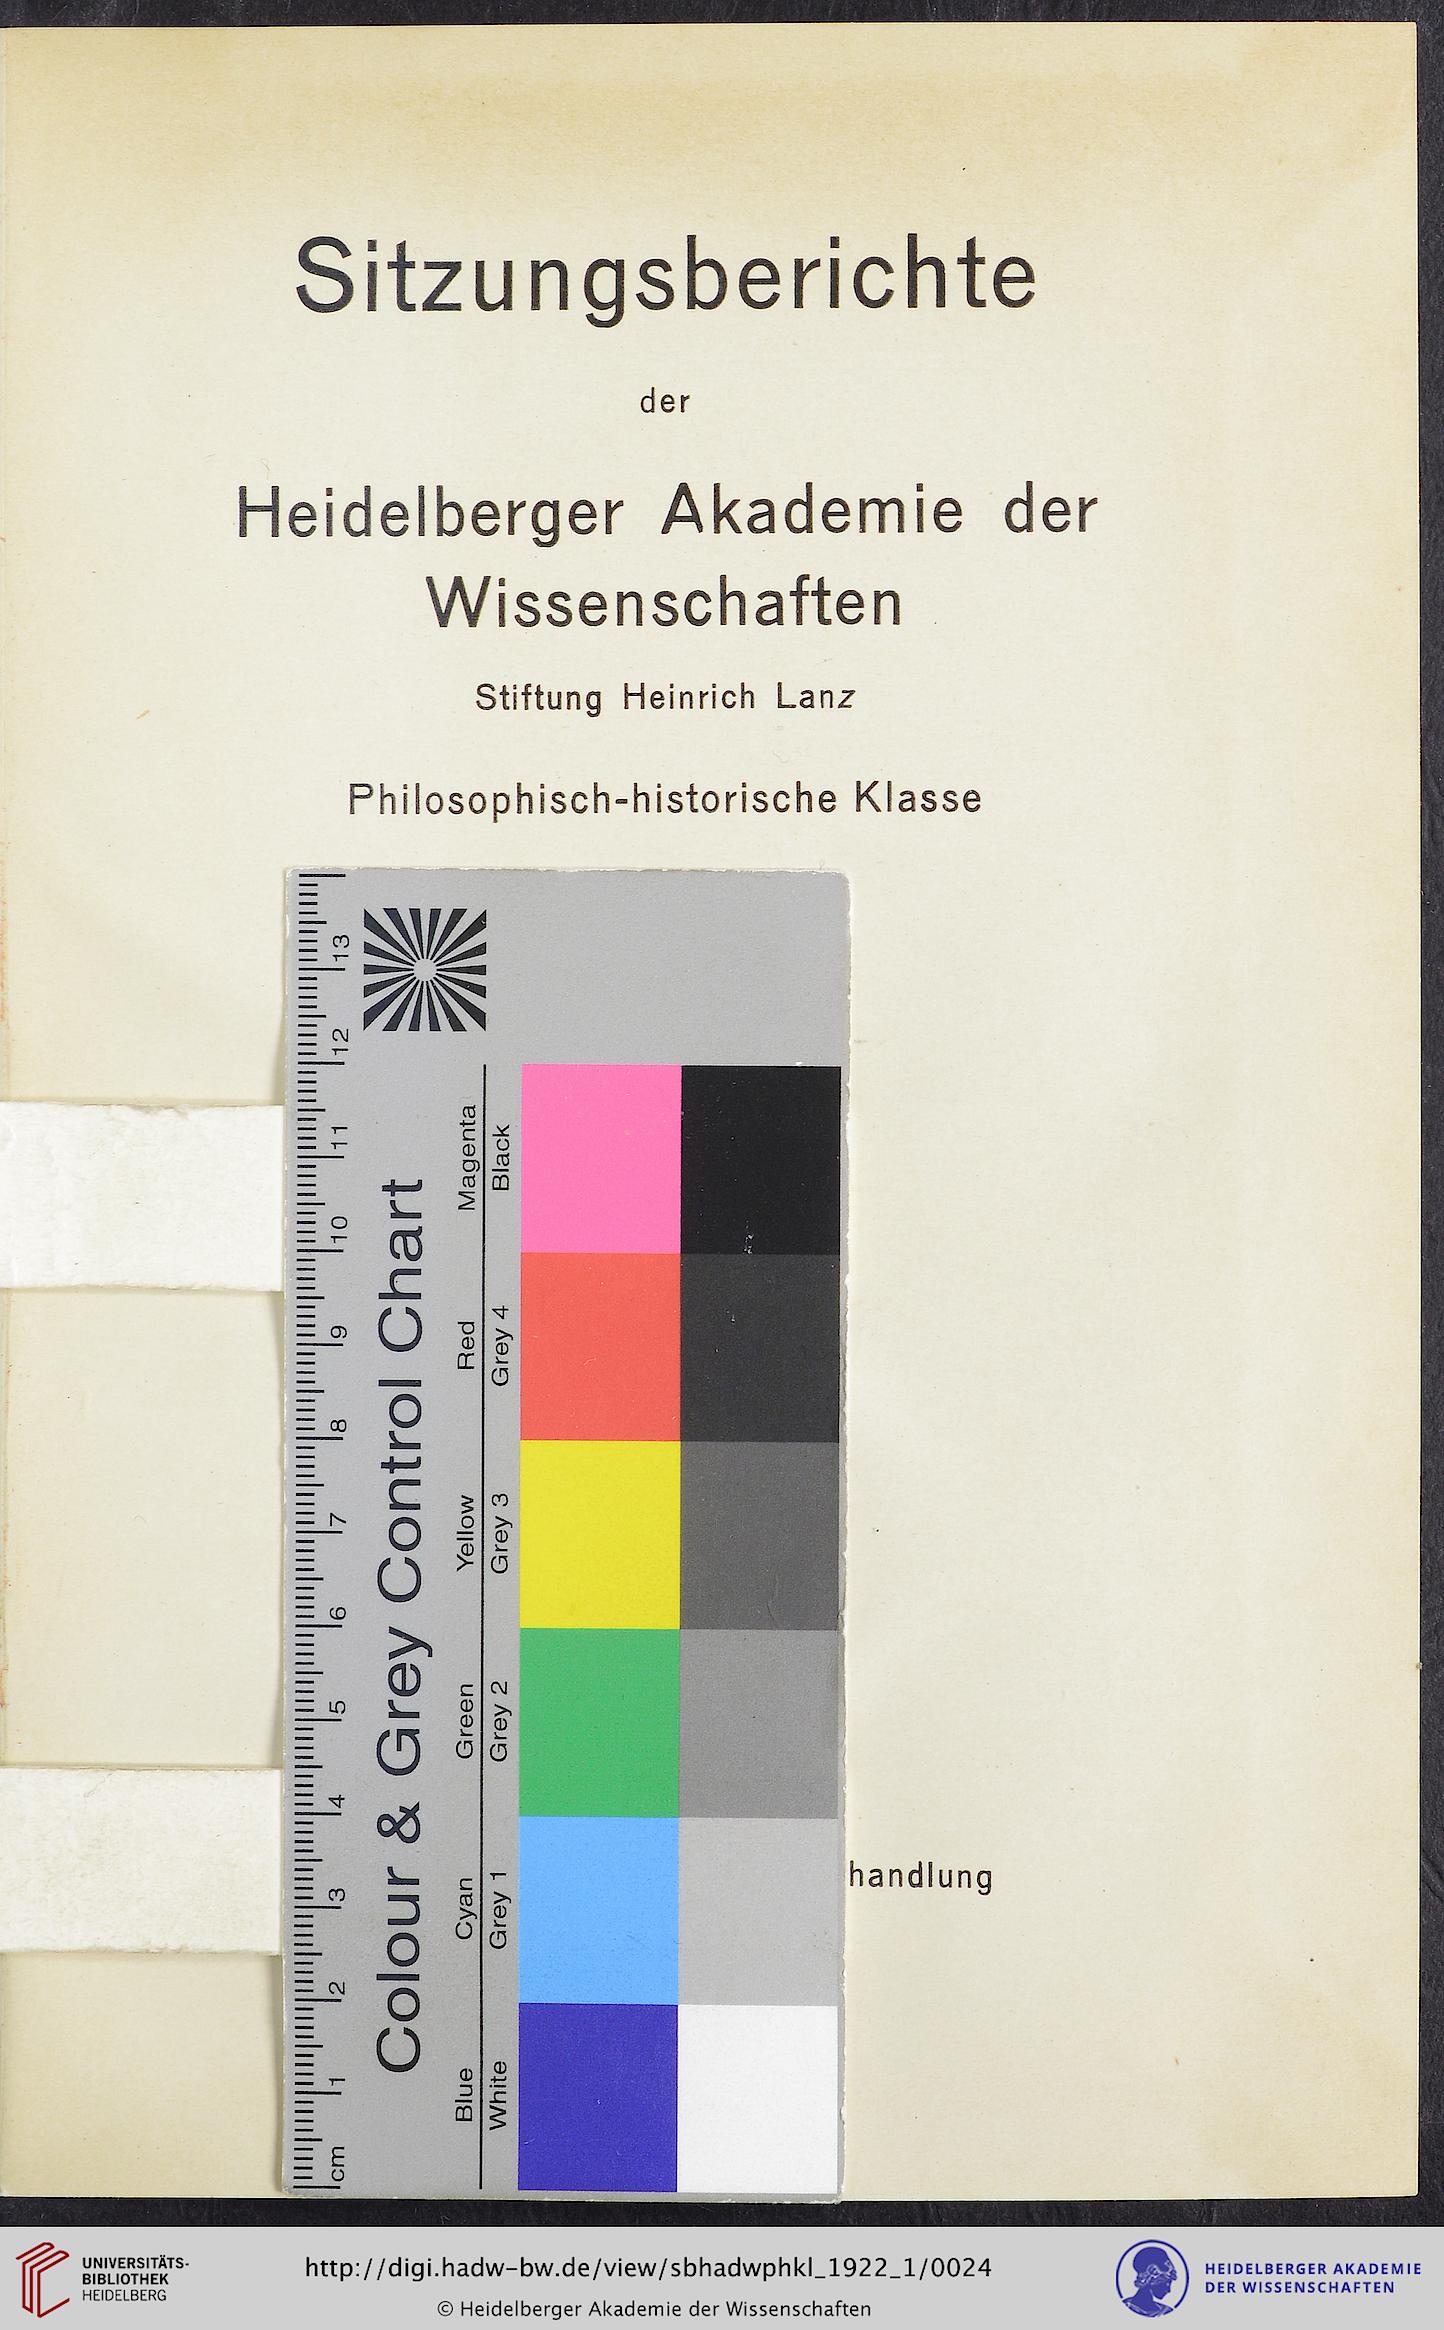 Sitzungsberichte
der
Heidelberger Akademie der
Wissenschaften
Stiftung Heinrich Lanz
Philosophisch-historische Klasse
13
12
11
10
9
8
7
6
5
4
3
2
1
cm
Colour & Grey Control Chart
Blue Cyan Green Yellow Red Magenta
White Grey 1 Grey 2 Grey 3 Grey 4 Black
handlung
UNIVERSITÄTS-
BIBLIOTHEK
HEIDELBERG
http://digi.hadw-bw.de/view/sbhadwphkl_1922_1/0024
© Heidelberger Akademie der Wissenschaften
HEIDELBERGER AKADEMIE
DER WISSENSCHAFTEN